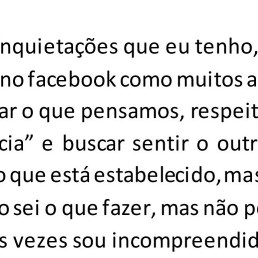 nquietações que eu tenho,
no facebook como muitos a
ar o que pensamos, respeit
cia” e buscar sentir o outr
o que está estabelecido, mas
o sei o que fazer, mas não p
s vezes sou incompreendid